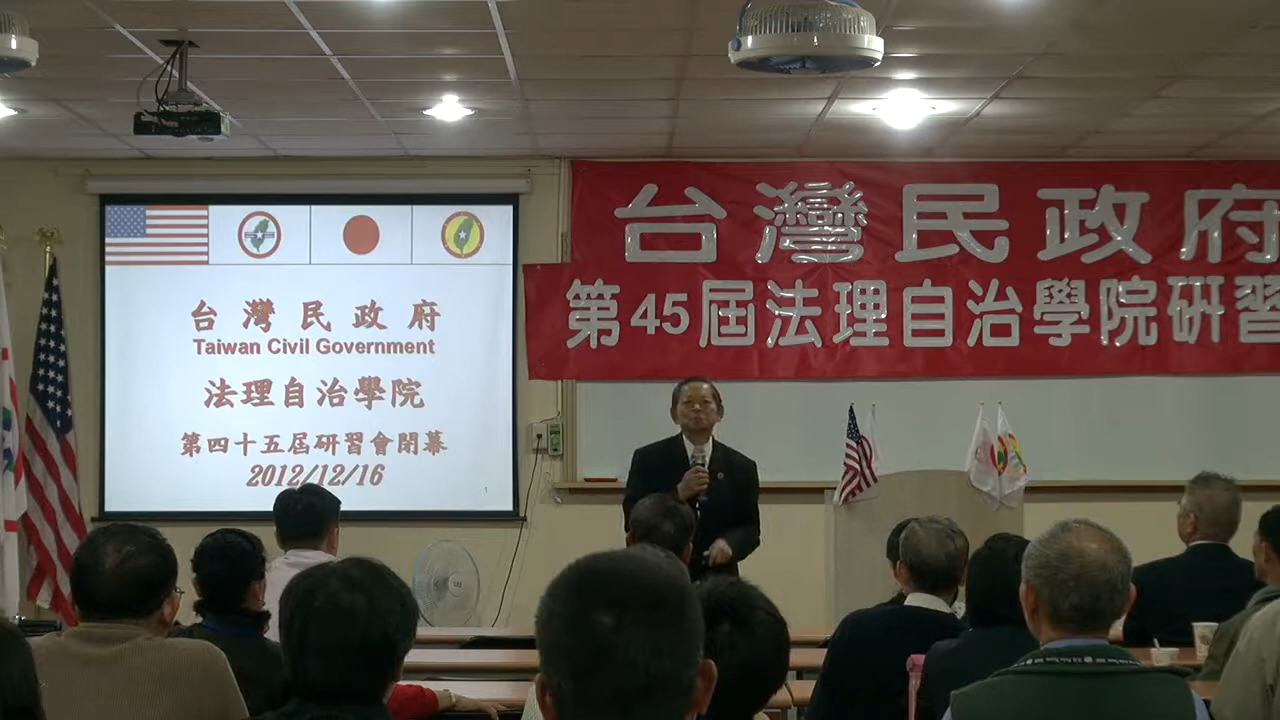 台灣民政府
Taiwan Civil Government
法理自治學院
第四十五屆研習會閉幕
2012/12/16
1
台灣民政府
第45屆法理自治學院研習